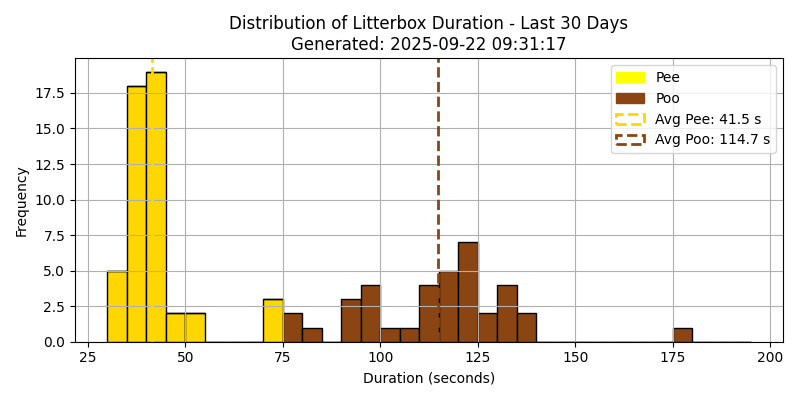 Distribution of Litterbox Duration - Last 30 Days
Generated: 2025-09-22 09:31:17
Pee
Poo
Avg Pee: 41.5 s
Avg Poo: 114.7 s
Frequency
17.5
15.0
12.5
10.0
7.5
5.0
2.5
0.0
25 50 75 100 125 150 175 200
Duration (seconds)